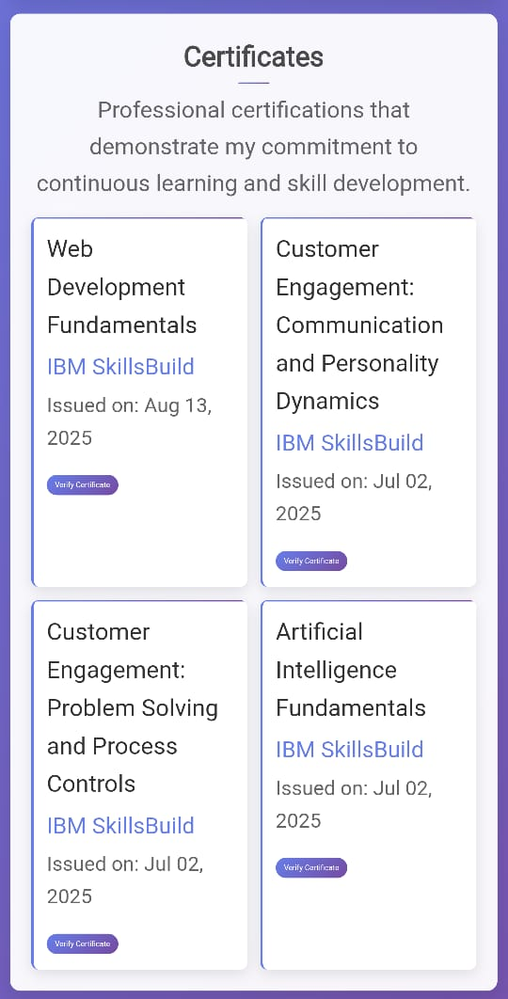 Certificates
Professional certifications that
demonstrate my commitment to
continuous learning and skill development.
Web
Development
Fundamentals
IBM SkillsBuild
Issued on: Aug 13,
2025
Verify Certificate
Customer
Engagement:
Communication
and Personality
Dynamics
IBM SkillsBuild
Issued on: Jul 02,
2025
Verify Certificate
Customer
Engagement:
Problem Solving
and Process
Controls
IBM SkillsBuild
Issued on: Jul 02,
2025
Verify Certificate
Artificial
Intelligence
Fundamentals
IBM SkillsBuild
Issued on: Jul 02,
2025
Verify Certificate